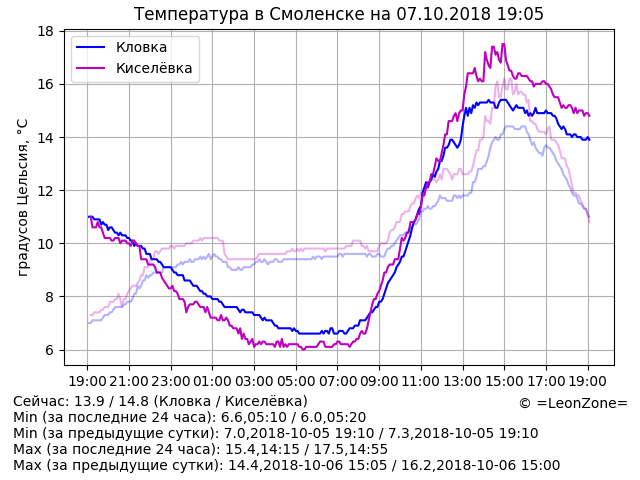 Температура в Смоленске на 07.10.2018 19:05
Кловка
Киселёвка
градусов Цельсия, °C
18
16
14
12
10
8
6
19:00 21:00 23:00 01:00 03:00 05:00 07:00 09:00 11:00 13:00 15:00 17:00 19:00
Сейчас: 13.9 / 14.8 (Кловка / Киселёвка)
© =LeonZone=
Min (за последние 24 часа): 6.6,05:10 / 6.0,05:20
Min (за предыдущие сутки): 7.0,2018-10-05 19:10 / 7.3,2018-10-05 19:10
Max (за последние 24 часа): 15.4,14:15 / 17.5,14:55
Max (за предыдущие сутки): 14.4,2018-10-06 15:05 / 16.2,2018-10-06 15:00